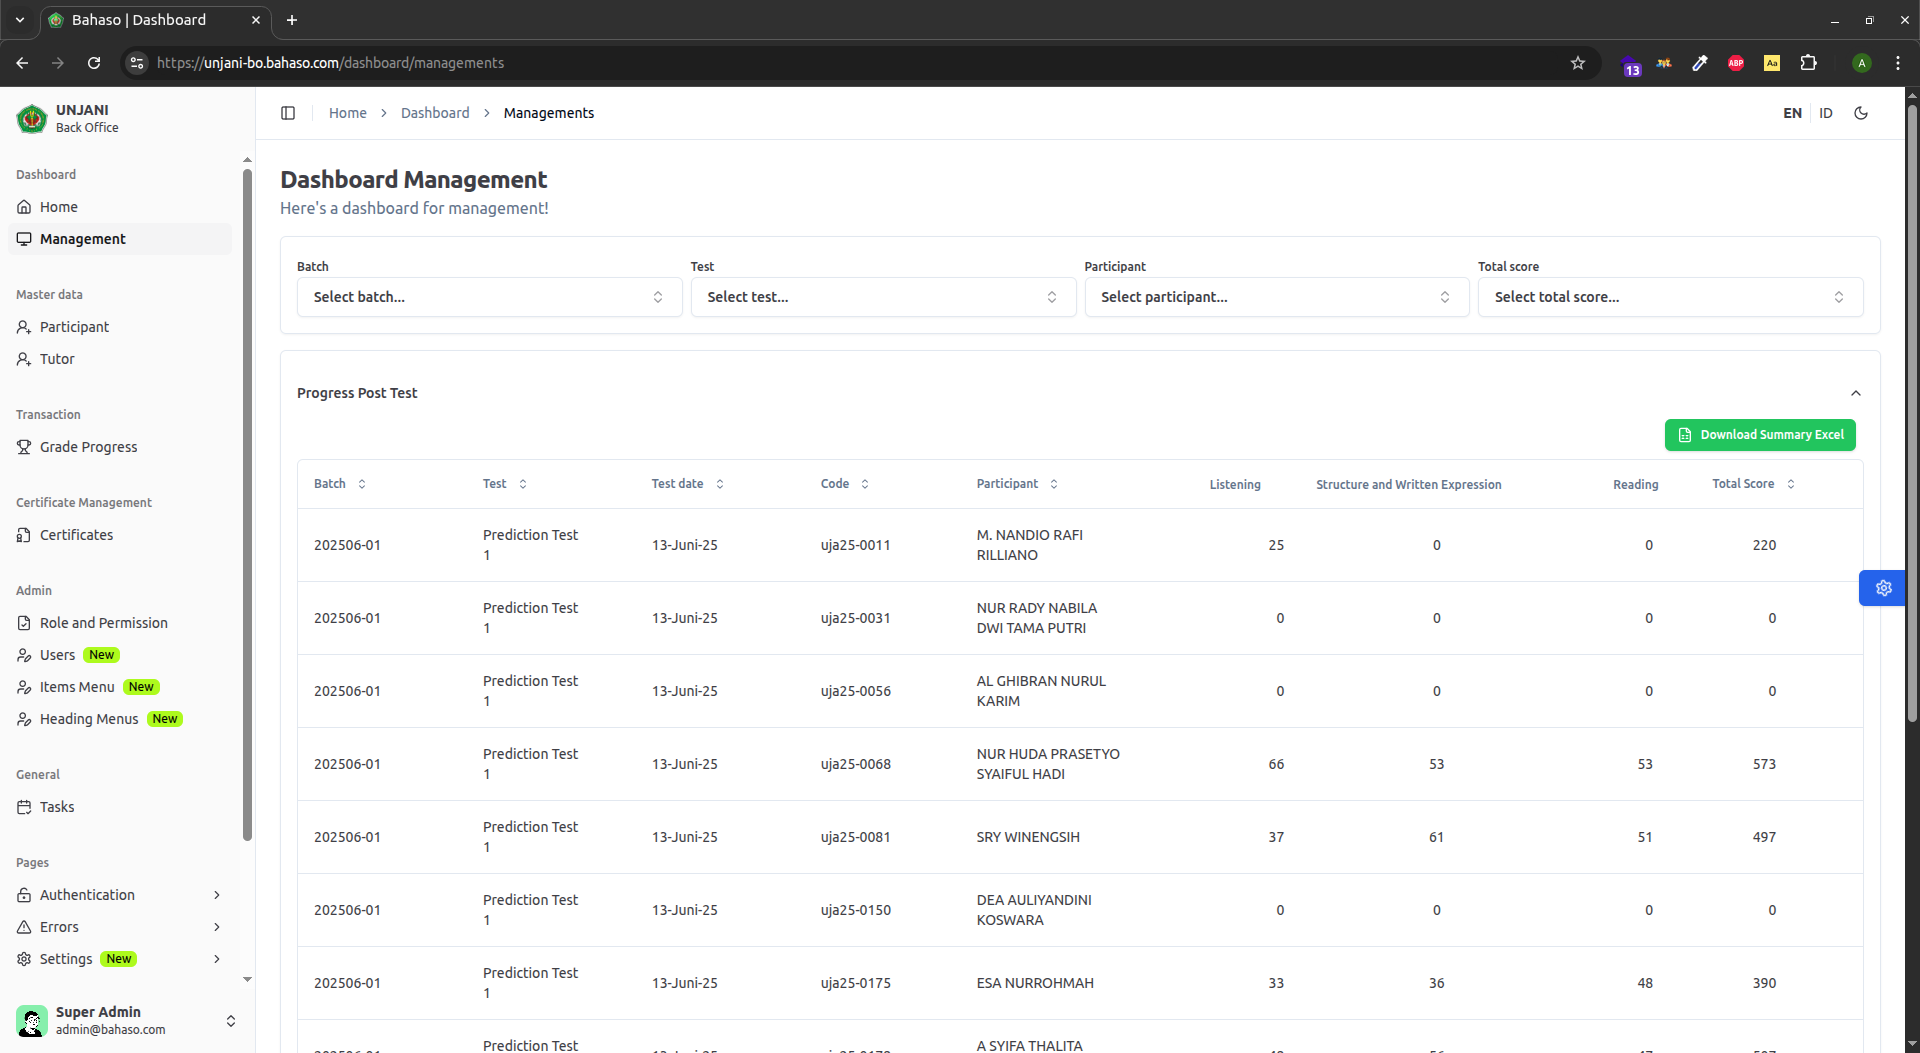 Bahaso | Dashboard
https://unjani-bo.bahaso.com/dashboard/managements
13
ABP
Aa
A
UNJANI
Back Office
Home > Dashboard > Managements
EN | ID
Dashboard
Home
Management
Master data
Participant
Tutor
Transaction
Grade Progress
Certificate Management
Certificates
Admin
Role and Permission
Users New
Items Menu New
Heading Menus New
General
Tasks
Pages
Authentication
Errors
Settings New
Super Admin
admin@bahaso.com
Dashboard Management
Here's a dashboard for management!
Batch Test Participant Total score
Select batch... Select test... Select participant... Select total score...
Progress Post Test
Download Summary Excel
Batch Test Test date Code Participant Listening Structure and Written Expression Reading Total Score
202506-01 Prediction Test 1 13-Juni-25 uja25-0011 M. NANDIO RAFI RILLIANO 25 0 0 220
202506-01 Prediction Test 1 13-Juni-25 uja25-0031 NUR RADY NABILA DWI TAMA PUTRI 0 0 0 0
202506-01 Prediction Test 1 13-Juni-25 uja25-0056 AL GHIBRAN NURUL KARIM 0 0 0 0
202506-01 Prediction Test 1 13-Juni-25 uja25-0068 NUR HUDA PRASETYO SYAIFUL HADI 66 53 53 573
202506-01 Prediction Test 1 13-Juni-25 uja25-0081 SRY WINENGSIH 37 61 51 497
202506-01 Prediction Test 1 13-Juni-25 uja25-0150 DEA AULIYANDINI KOSWARA 0 0 0 0
202506-01 Prediction Test 1 13-Juni-25 uja25-0175 ESA NURROHMAH 33 36 48 390
Prediction Test A SYIFA THALITA